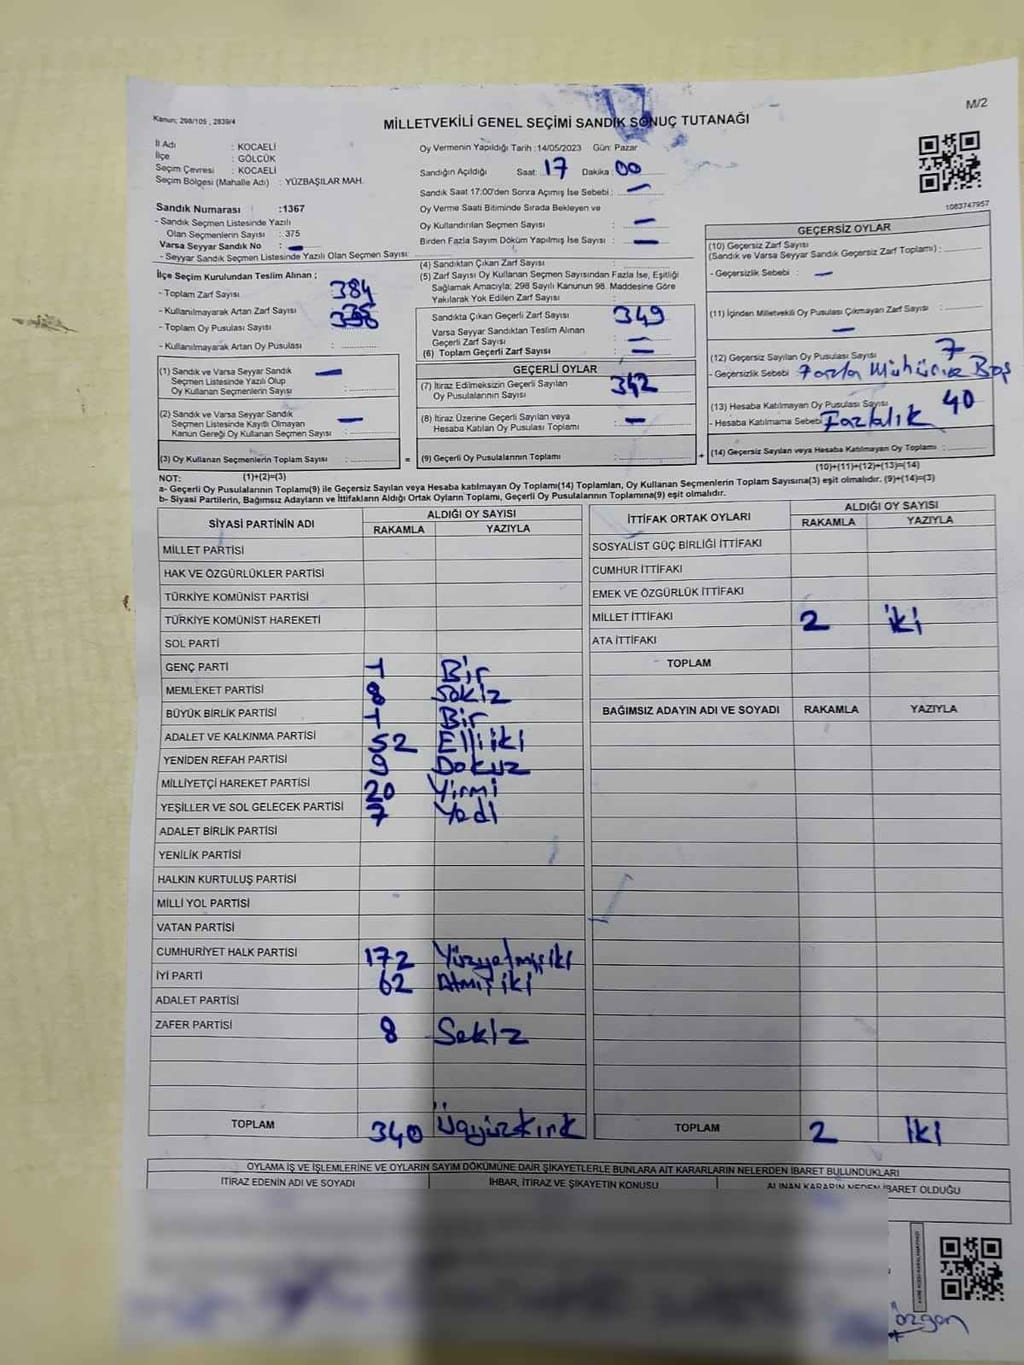 M/2
Kanun; 298/105 , 2839/4
MİLLETVEKİLİ GENEL SEÇİMİ SANDIK SONUÇ TUTANAĞI
İl Adı : KOCAELİ
İlçe : GÖLCÜK
Seçim Çevresi : KOCAELİ
Seçim Bölgesi (Mahalle Adı) : YÜZBAŞILAR MAH.
Sandık Numarası :1367
- Sandık Seçmen Listesinde Yazılı
Olan Seçmenlerin Sayısı : 375
Varsa Seyyar Sandık No : —
- Seyyar Sandık Listesinde Yazılı Olan Seçmen Sayısı:
Oy Vermenin Yapıldığı Tarih :14/05/2023 Gün: Pazar
Sandığın Açıldığı Saat: 17 Dakika : 00
Sandık Saat 17:00'den Sonra Açımış İse Sebebi : —
Oy Verme Saati Bitiminde Sırada Bekleyen ve
Oy Kullandırılan Seçmen Sayısı : —
Birden Fazla Sayım Döküm Yapılmış İse Sayısı : —
1083747957
İlçe Seçim Kurulundan Teslim Alınan ;
- Toplam Zarf Sayısı : 384
- Kullanılmayarak Artan Zarf Sayısı :
- Toplam Oy Pusulası Sayısı :
- Kullanılmayarak Artan Oy Pusulası :
(1) Sandık ve Varsa Seyyar Sandık —
Seçmen Listesinde Yazılı Olup
Oy Kullanan Seçmenlerin Sayısı :
(2) Sandık ve Varsa Seyyar Sandık —
Seçmen Listesinde Kayıtlı Olmayan
Kanun Gereği Oy Kullanan Seçmen Sayısı :
(3) Oy Kullanan Seçmenlerin Toplam Sayısı :
(4) Sandıktan Çıkan Zarf Sayısı :
(5) Zarf Sayısı Oy Kullanan Seçmen Sayısından Fazla İse, Eşitliği
Sağlamak Amacıyla; 298 Sayılı Kanunun 98. Maddesine Göre
Yakılarak Yok Edilen Zarf Sayısı :
Sandıkta Çıkan Geçerli Zarf Sayısı : 349
Varsa Seyyar Sandıktan Teslim Alınan
Geçerli Zarf Sayısı : —
(6) Toplam Geçerli Zarf Sayısı : —
GEÇERLİ OYLAR
(7) İtiraz Edilmeksizin Geçerli Sayılan
Oy Pusulalarının Sayısı : 342
(8) İtiraz Üzerine Geçerli Sayılan veya
Hesaba Katılan Oy Pusulası Toplamı : —
= (9) Geçerli Oy Pusulalarının Toplamı : +
GEÇERSİZ OYLAR
(10) Geçersiz Zarf Sayısı
(Sandık ve Varsa Seyyar Sandık Geçersiz Zarf Toplamı) :
- Geçersizlik Sebebi : —
(11) İçinden Milletvekili Oy Pusulası Çıkmayan Zarf Sayısı :
—
(12) Geçersiz Sayılan Oy Pusulası Sayısı : 7
- Geçersizlik Sebebi : Fazla Mühür ve Boş
(13) Hesaba Katılmayan Oy Pusulası Sayısı : 40
- Hesaba Katılmama Sebebi : Fazlalık
(14) Geçersiz Sayılan veya Hesaba Katılmayan Oy Toplamı :
NOT: (1)+(2)=(3) (10)+(11)+(12)+(13)=(14)
a- Geçerli Oy Pusulalarının Toplamı(9) ile Geçersiz Sayılan veya Hesaba katılmayan Oy Toplamı(14) Toplamları, Oy Kullanan Seçmenlerin Toplam Sayısına(3) eşit olmalıdır. (9)+(14)=(3)
b- Siyasi Partilerin, Bağımsız Adayların ve İttifakların Aldığı Ortak Oyların Toplamı, Geçerli Oy Pusulalarının Toplamına(9) eşit olmalıdır.
SİYASİ PARTİNİN ADI ALDIĞI OY SAYISI
RAKAMLA YAZIYLA
MİLLET PARTİSİ
HAK VE ÖZGÜRLÜKLER PARTİSİ
TÜRKİYE KOMÜNİST PARTİSİ
TÜRKİYE KOMÜNİST HAREKETİ
SOL PARTİ
GENÇ PARTİ 1 Bir
MEMLEKET PARTİSİ 8 Sekiz
BÜYÜK BİRLİK PARTİSİ 1 Bir
ADALET VE KALKINMA PARTİSİ 52 Elliiki
YENİDEN REFAH PARTİSİ 9 Dokuz
MİLLİYETÇİ HAREKET PARTİSİ 20 Yirmi
YEŞİLLER VE SOL GELECEK PARTİSİ 7 Yedi
ADALET BİRLİK PARTİSİ
YENİLİK PARTİSİ
HALKIN KURTULUŞ PARTİSİ
MİLLİ YOL PARTİSİ
VATAN PARTİSİ
CUMHURİYET HALK PARTİSİ 172 Yüzyetmişiki
İYİ PARTİ 62 Atmışiki
ADALET PARTİSİ
ZAFER PARTİSİ 8 Sekiz
TOPLAM 340 Üçyüzkırk
İTTİFAK ORTAK OYLARI ALDIĞI OY SAYISI
RAKAMLA YAZIYLA
SOSYALİST GÜÇ BİRLİĞİ İTTİFAKI
CUMHUR İTTİFAKI
EMEK VE ÖZGÜRLÜK İTTİFAKI
MİLLET İTTİFAKI 2 iki
ATA İTTİFAKI
TOPLAM
BAĞIMSIZ ADAYIN ADI VE SOYADI RAKAMLA YAZIYLA
TOPLAM 2 İki
OYLAMA İŞ VE İŞLEMLERİNE VE OYLARIN SAYIM DÖKÜMÜNE DAİR ŞİKAYETLERLE BUNLARA AİT KARARLARIN NELERDEN İBARET BULUNDUKLARI
İTİRAZ EDENİN ADI VE SOYADI İHBAR, İTİRAZ VE ŞİKAYETİN KONUSU ALINAN KARARIN NEDEN İBARET OLDUĞU
özgen